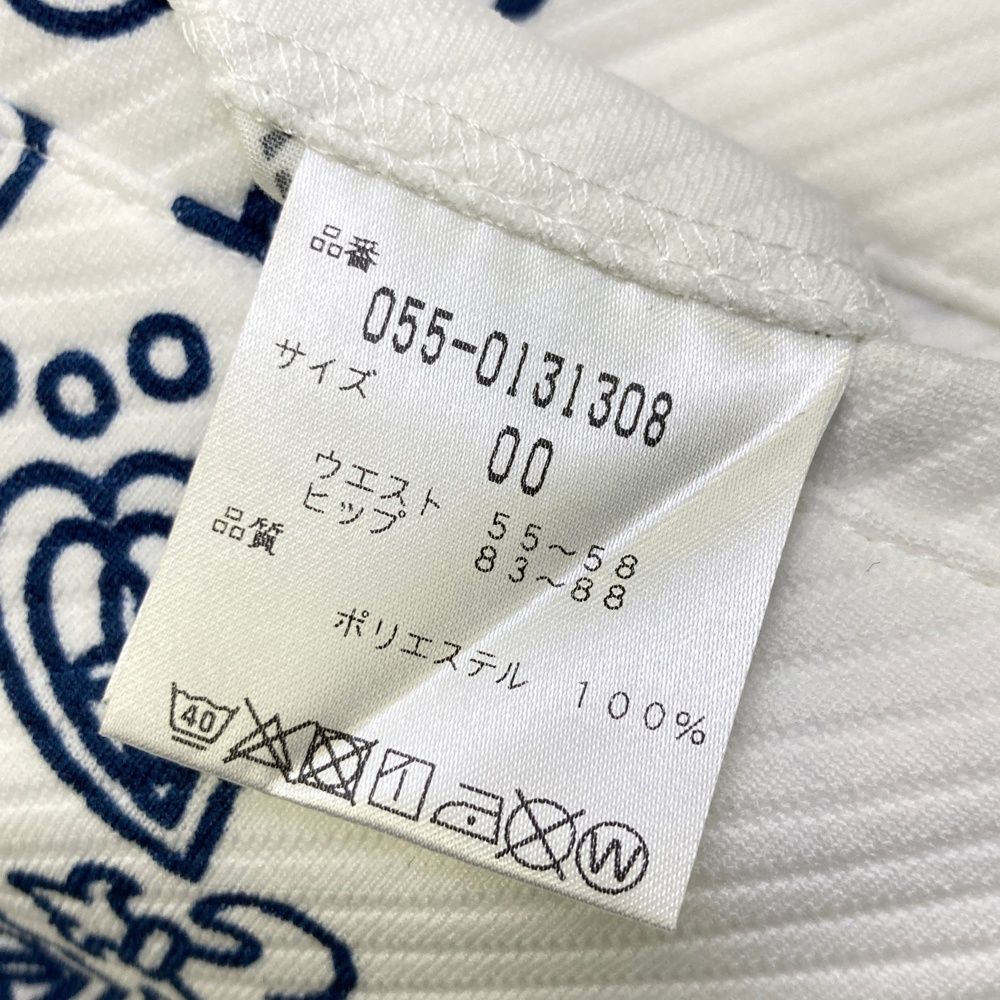 品番
055-0131308
サイズ
00
ウエスト 55~58
ヒップ 83~88
品質
ポリエステル 100%
40 W